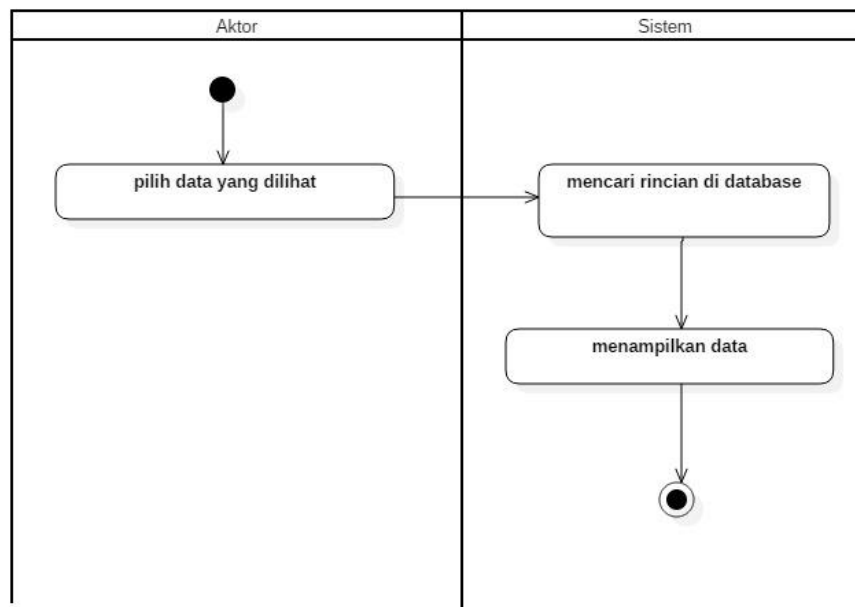 Aktor
Sistem
pilih data yang dilihat
mencari rincian di database
menampilkan data